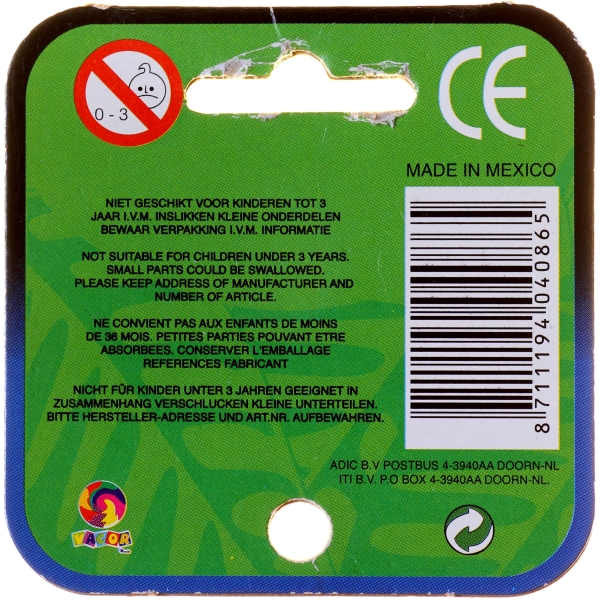 0 - 3
CE
MADE IN MEXICO
NIET GESCHIKT VOOR KINDEREN TOT 3
JAAR I.V.M. INSLIKKEN KLEINE ONDERDELEN
BEWAAR VERPAKKING I.V.M. INFORMATIE
NOT SUITABLE FOR CHILDREN UNDER 3 YEARS.
SMALL PARTS COULD BE SWALLOWED.
PLEASE KEEP ADDRESS OF MANUFACTURER AND
NUMBER OF ARTICLE.
NE CONVIENT PAS AUX ENFANTS DE MOINS
DE 36 MOIS. PETITES PARTIES POUVANT ETRE
ABSORBEES. CONSERVER L'EMBALLAGE
REFERENCES FABRICANT
NICHT FÜR KINDER UNTER 3 JAHREN GEEIGNET IN
ZUSAMMENHANG VERSCHLUCKEN KLEINE UNTERTEILEN.
BITTE HERSTELLER-ADRESSE UND ART.NR. AUFBEWAHREN.
8 711194 040865
ADIC B.V POSTBUS 4-3940AA DOORN-NL
ITI B.V. P.O BOX 4-3940AA DOORN-NL.
VACOR